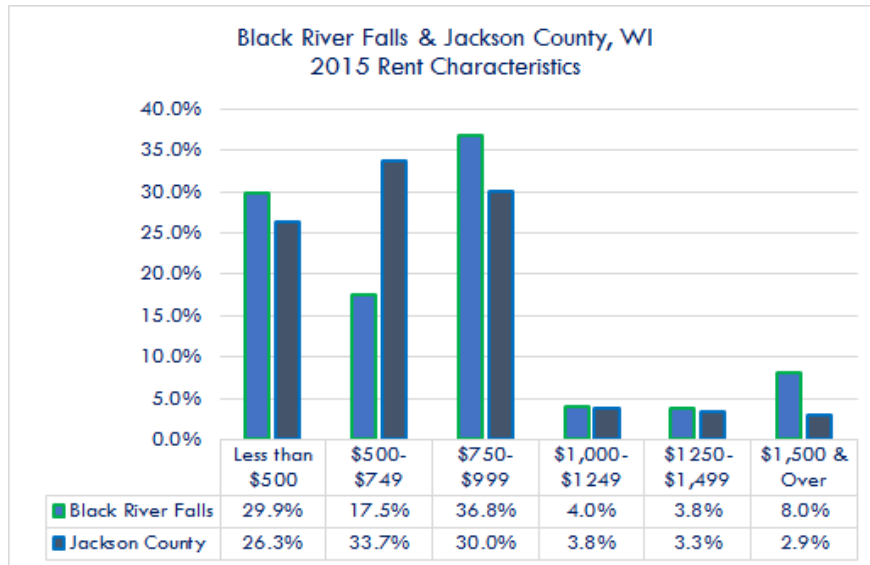 Black River Falls & Jackson County, WI
2015 Rent Characteristics
40.0%
35.0%
30.0%
25.0%
20.0%
15.0%
10.0%
5.0%
0.0%
Less than $500 $500-$749 $750-$999 $1,000-$1249 $1250-$1,499 $1,500 & Over
Black River Falls 29.9% 17.5% 36.8% 4.0% 3.8% 8.0%
Jackson County 26.3% 33.7% 30.0% 3.8% 3.3% 2.9%